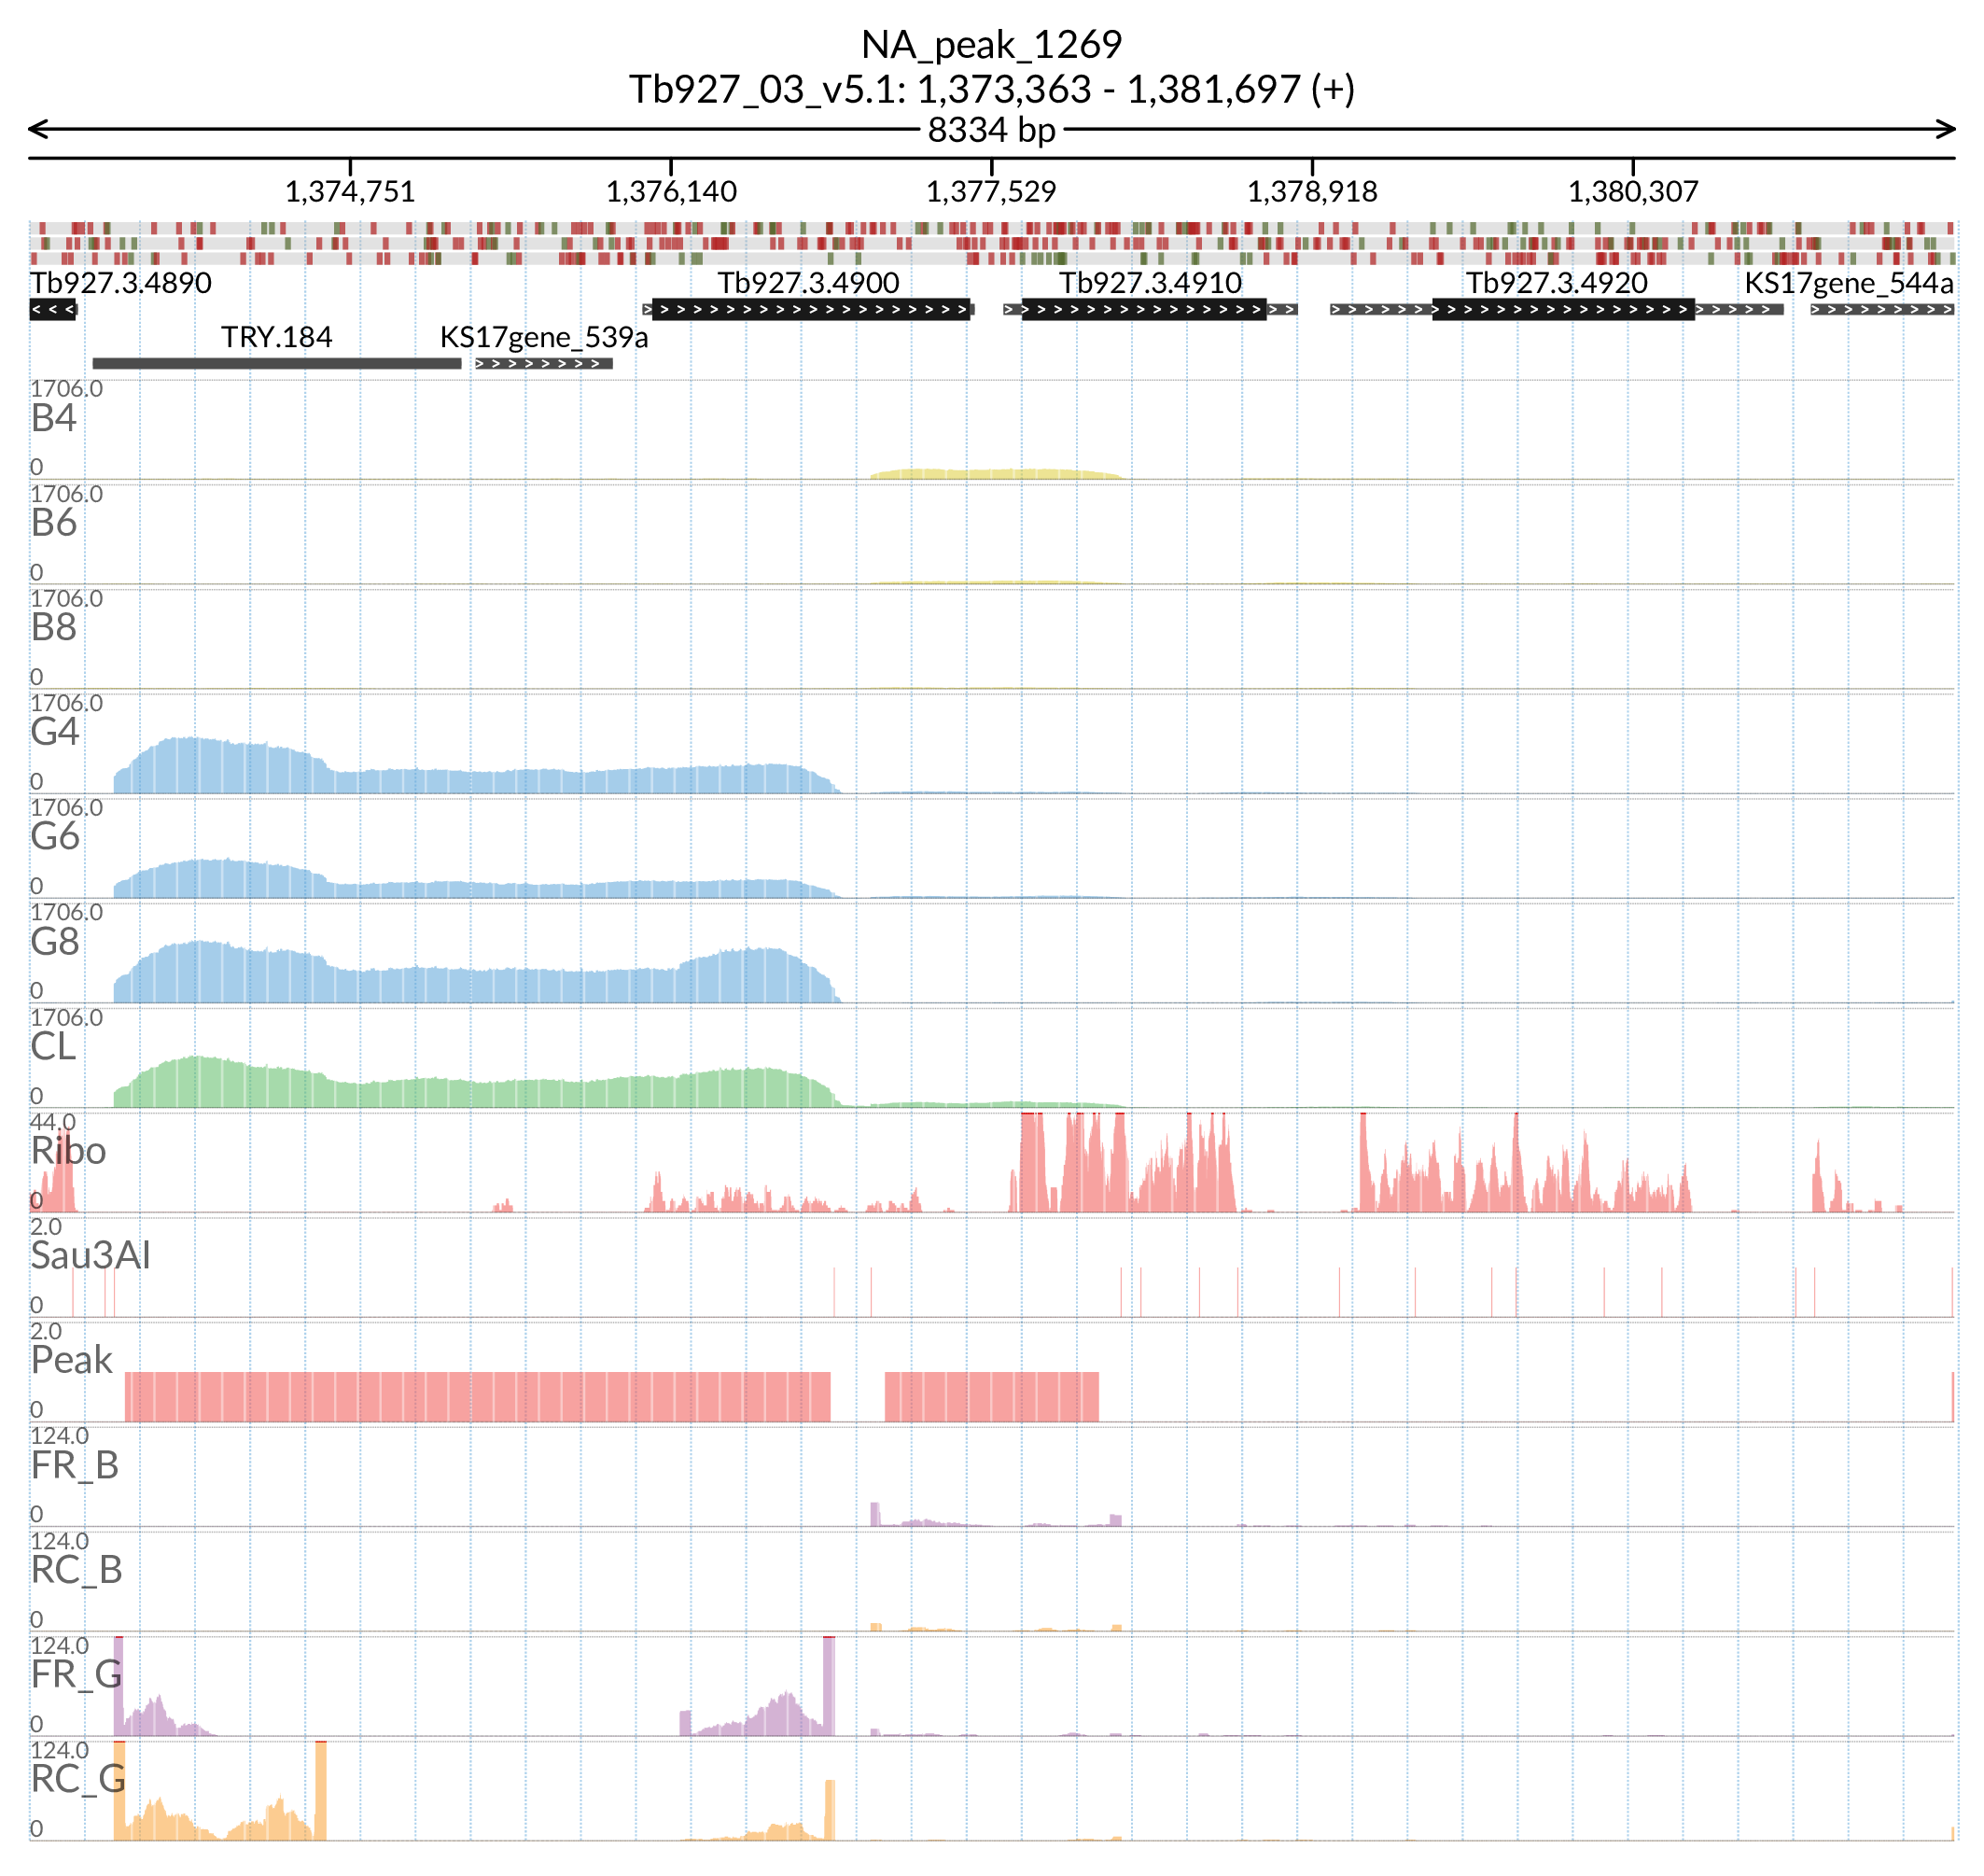 NA_peak_1269
Tb927_03_v5.1: 1,373,363 - 1,381,697 (+)
8334 bp
1,374,751 1,376,140 1,377,529 1,378,918 1,380,307
Tb927.3.4890 Tb927.3.4900 Tb927.3.4910 Tb927.3.4920 KS17gene_544a
TRY.184 KS17gene_539a
1706.0
B4
0
1706.0
B6
0
1706.0
B8
0
1706.0
G4
0
1706.0
G6
0
1706.0
G8
0
1706.0
CL
0
44.0
Ribo
0
2.0
Sau3AI
0
2.0
Peak
0
124.0
FR_B
0
124.0
RC_B
0
124.0
FR_G
0
124.0
RC_G
0